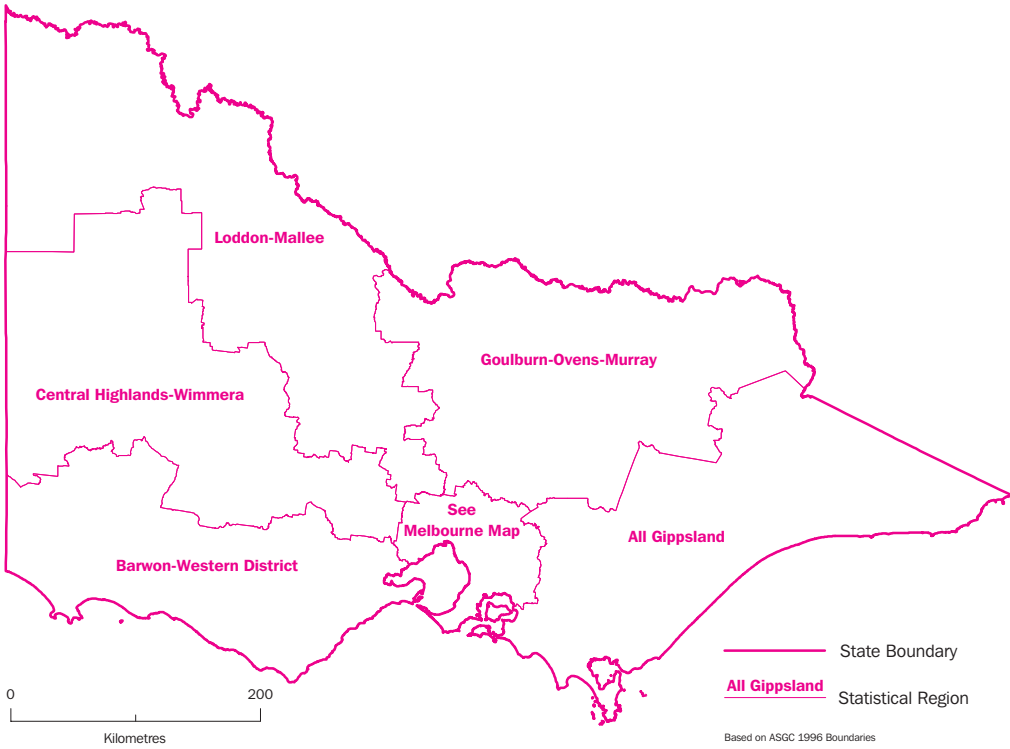 Loddon-Mallee
Goulburn-Ovens-Murray
Central Highlands-Wimmera
See
Melbourne Map
All Gippsland
Barwon-Western District
State Boundary
All Gippsland
Statistical Region
0 200
Kilometres
Based on ASGC 1996 Boundaries